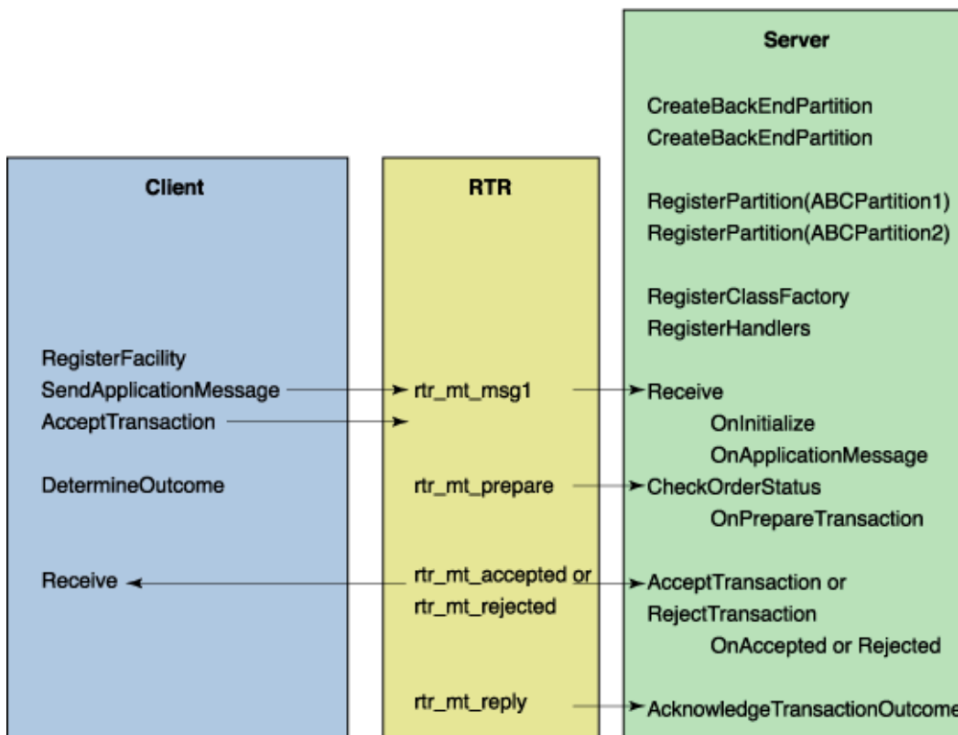 Server
CreateBackEndPartition
CreateBackEndPartition
Client
RTR
RegisterPartition(ABCPartition1)
RegisterPartition(ABCPartition2)
RegisterClassFactory
RegisterHandlers
RegisterFacility
SendApplicationMessage
rtr_mt_msg1
Receive
AcceptTransaction
OnInitialize
OnApplicationMessage
DetermineOutcome
rtr_mt_prepare
CheckOrderStatus
OnPrepareTransaction
Receive
rtr_mt_accepted or
AcceptTransaction or
rtr_mt_rejected
RejectTransaction
OnAccepted or Rejected
rtr_mt_reply
AcknowledgeTransactionOutcome